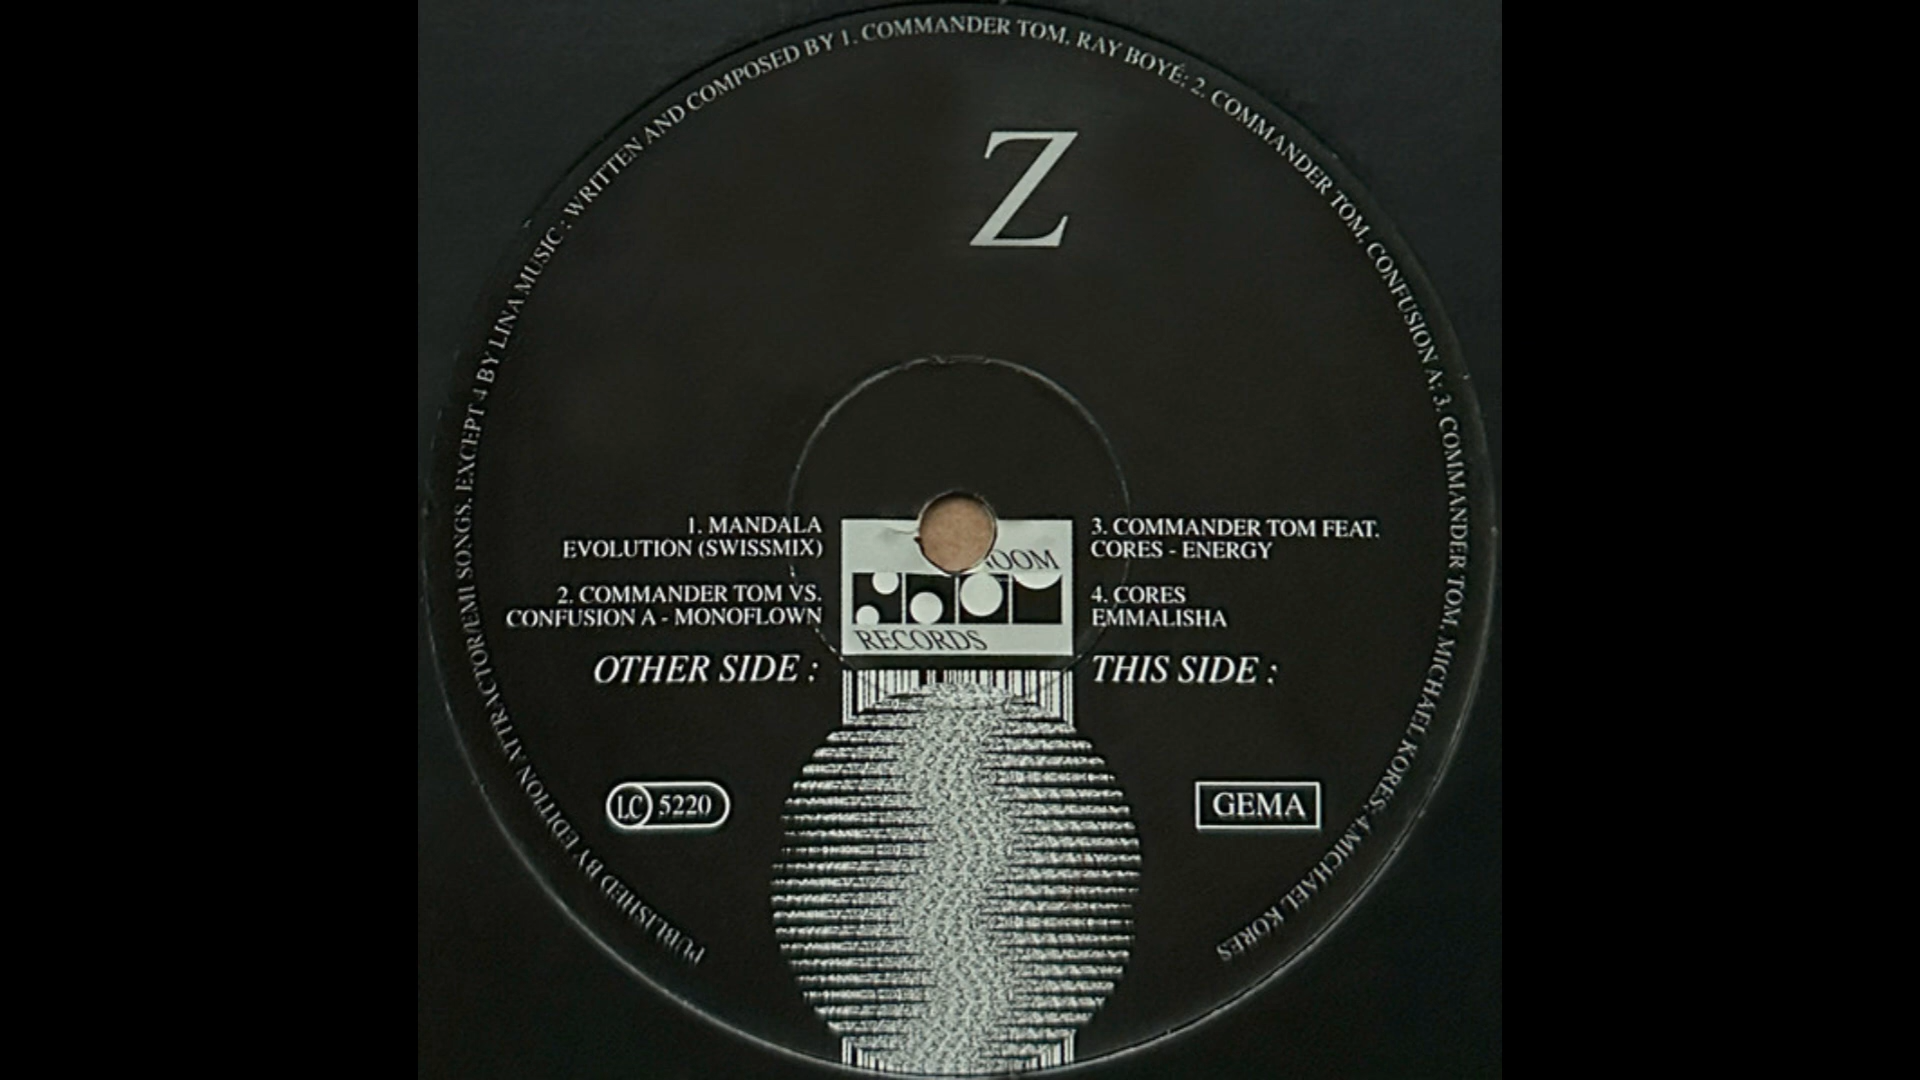 PUBLISHED BY EDITION ATTRACTOR/EMI SONGS, EXCEPT 4 BY LINA MUSIC ; WRITTEN AND COMPOSED BY 1. COMMANDER TOM, RAY BOYÉ; 2. COMMANDER TOM, CONFUSION A; 3. COMMANDER TOM, MICHAEL KORES; 4.MICHAEL KORES
Z
1. MANDALA
EVOLUTION (SWISSMIX)
2. COMMANDER TOM VS.
CONFUSION A - MONOFLOWN
OTHER SIDE :
RECORDS
3. COMMANDER TOM FEAT.
CORES - ENERGY
4. CORES
EMMALISHA
THIS SIDE :
LC 5220
GEMA